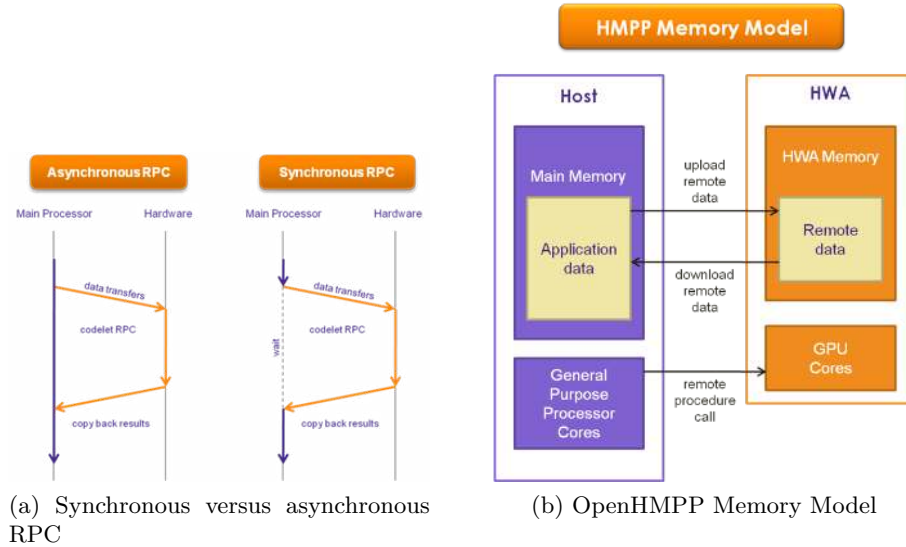 Asynchronous RPC
Main Processor
Hardware
data transfers
codelet RPC
copy back results
Synchronous RPC
Main Processor
Hardware
data transfers
codelet RPC
wait
copy back results
(a) Synchronous versus asynchronous
RPC
HMPP Memory Model
Host
Main Memory
Application
data
General
Purpose
Processor
Cores
upload
remote
data
download
remote
data
remote
procedure
call
HWA
HWA Memory
Remote
data
GPU
Cores
(b) OpenHMPP Memory Model